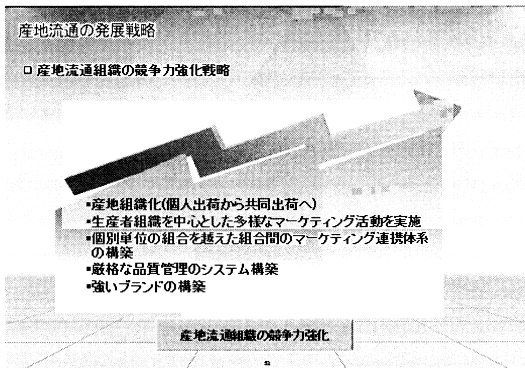 産地流通の発展戦略
□ 産地流通組織の競争力強化戦略
▪産地組織化(個人出荷から共同出荷へ)
▪生産者組織を中心とした多様なマーケティング活動を実施
▪個別単位の組合を越えた組合間のマーケティング連携体系
の構築
▪厳格な品質管理のシステム構築
▪強いブランドの構築
産地流通組織の競争力強化